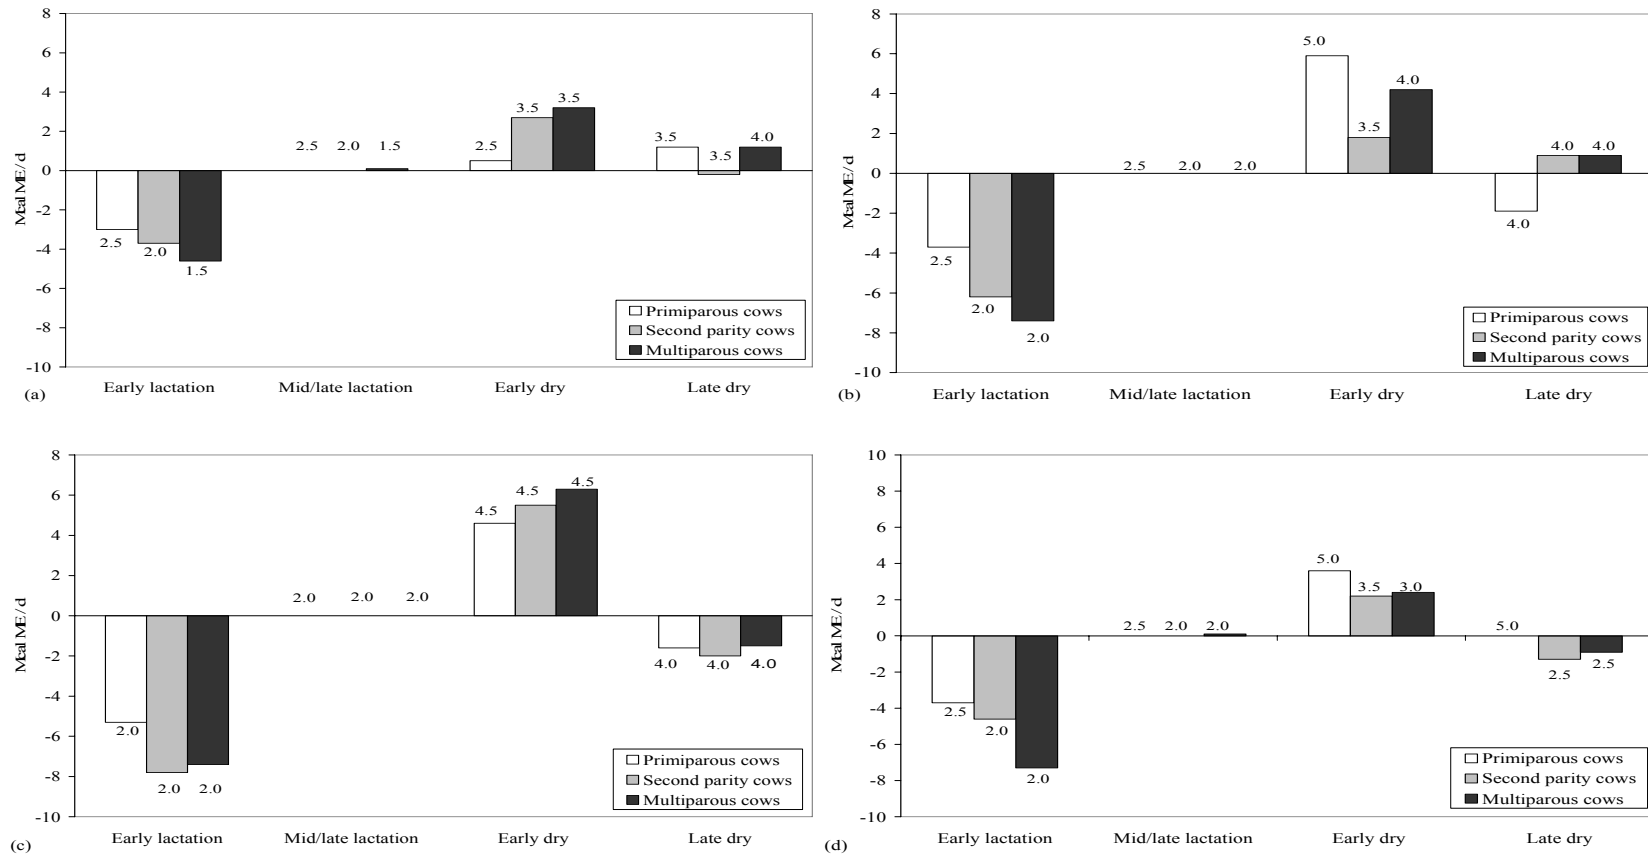 8
6
4
2
0
-2
-4
-6
-8
-10
Mcal ME/ d
2.5
2.0
1.5
2.5 2.0 1.5
2.5
3.5
3.5
3.5
3.5
4.0
Primiparous cows
Second parity cows
Multiparous cows
Early lactation Mid/late lactation Early dry Late dry
(a)
8
6
4
2
0
-2
-4
-6
-8
-10
Mcal ME/ d
2.5
2.0
2.0
2.5 2.0 2.0
5.0
3.5
4.0
4.0
4.0 4.0
Primiparous cows
Second parity cows
Multiparous cows
Early lactation Mid/late lactation Early dry Late dry
(b)
8
6
4
2
0
-2
-4
-6
-8
-10
Mcal ME/ d
2.0
2.0 2.0
2.0 2.0 2.0
4.5
4.5
4.5
4.0 4.0 4.0
Primiparous cows
Second parity cows
Multiparous cows
Early lactation Mid/late lactation Early dry Late dry
(c)
10
8
6
4
2
0
-2
-4
-6
-8
-10
Mcal ME/ d
2.5
2.0
2.0
2.5 2.0 2.0
5.0
3.5 3.0
5.0
2.5
2.5
Primiparous cows
Second parity cows
Multiparous cows
Early lactation Mid/late lactation Early dry Late dry
(d)